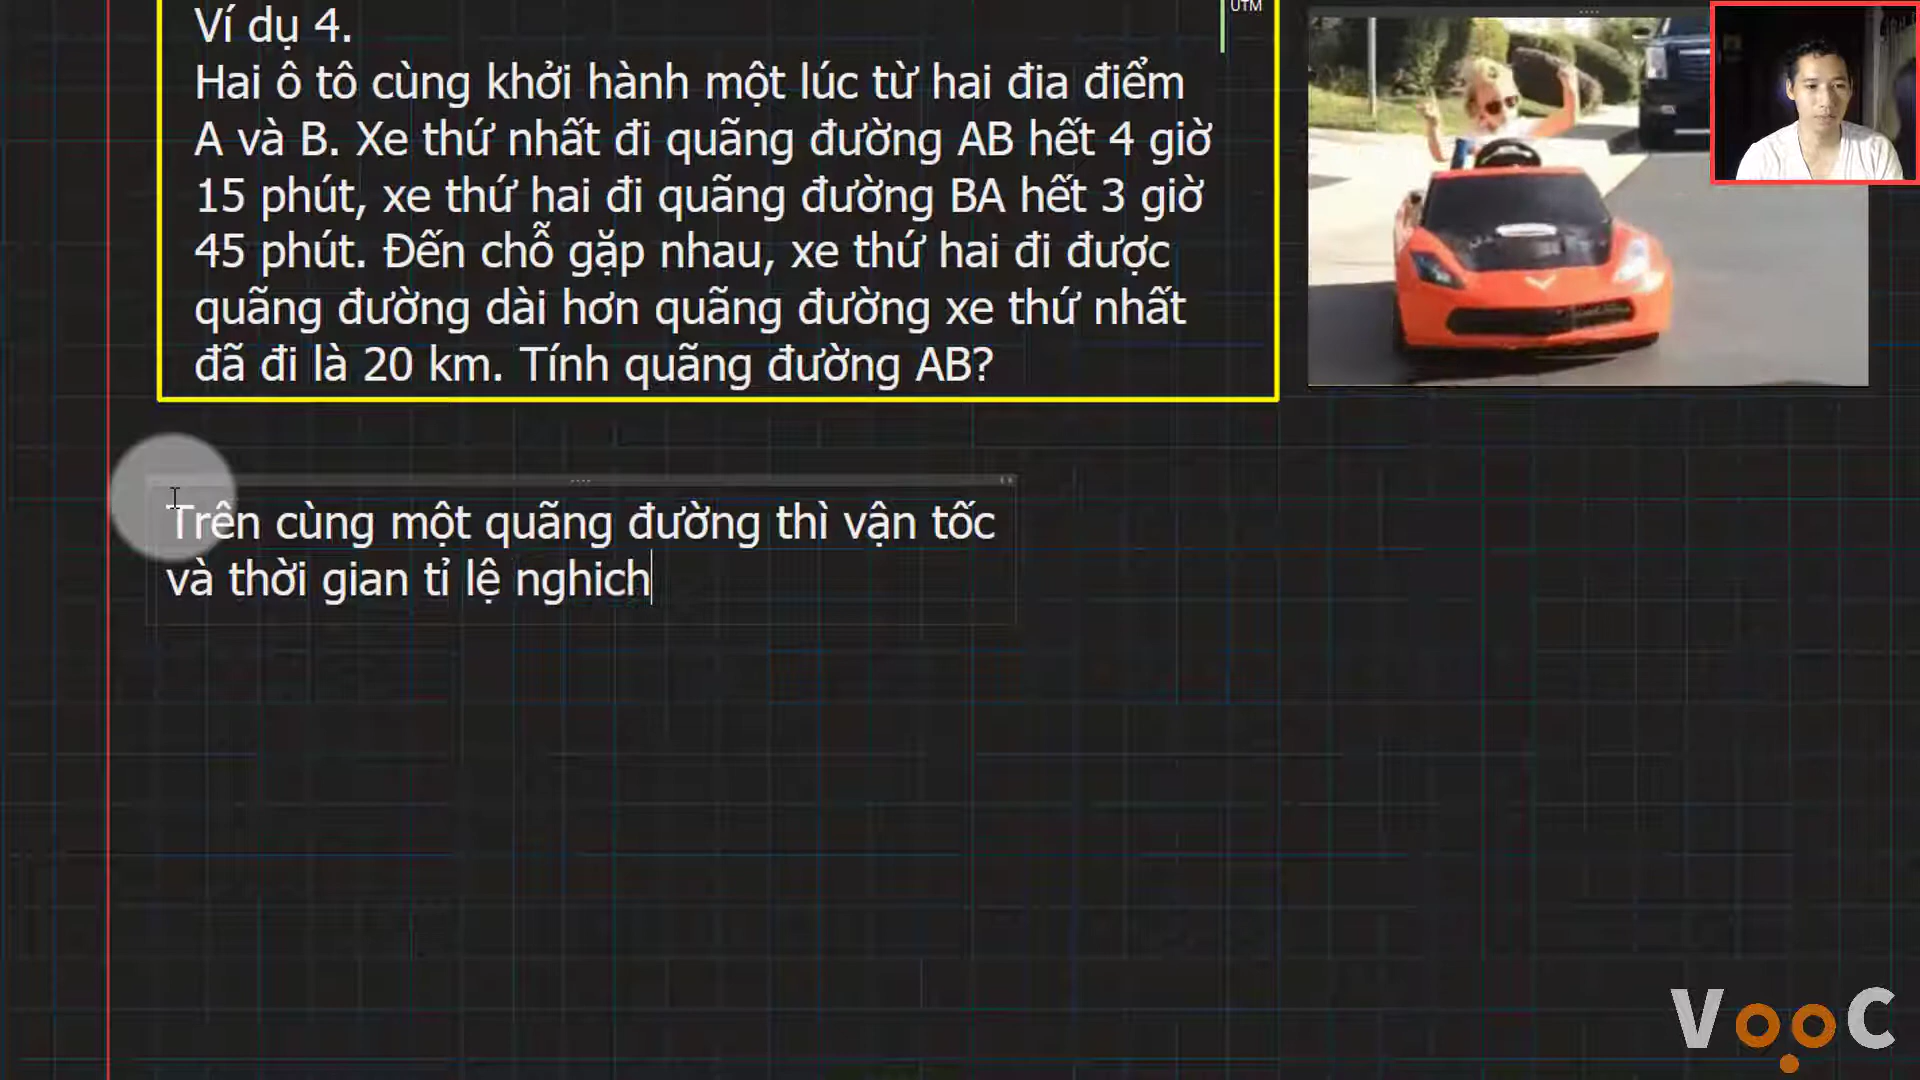 UTM
Ví dụ 4.
Hai ô tô cùng khởi hành một lúc từ hai đia điểm
A và B. Xe thứ nhất đi quãng đường AB hết 4 giờ
15 phút, xe thứ hai đi quãng đường BA hết 3 giờ
45 phút. Đến chỗ gặp nhau, xe thứ hai đi được
quãng đường dài hơn quãng đường xe thứ nhất
đã đi là 20 km. Tính quãng đường AB?
Trên cùng một quãng đường thì vận tốc
và thời gian tỉ lệ nghich
VooC